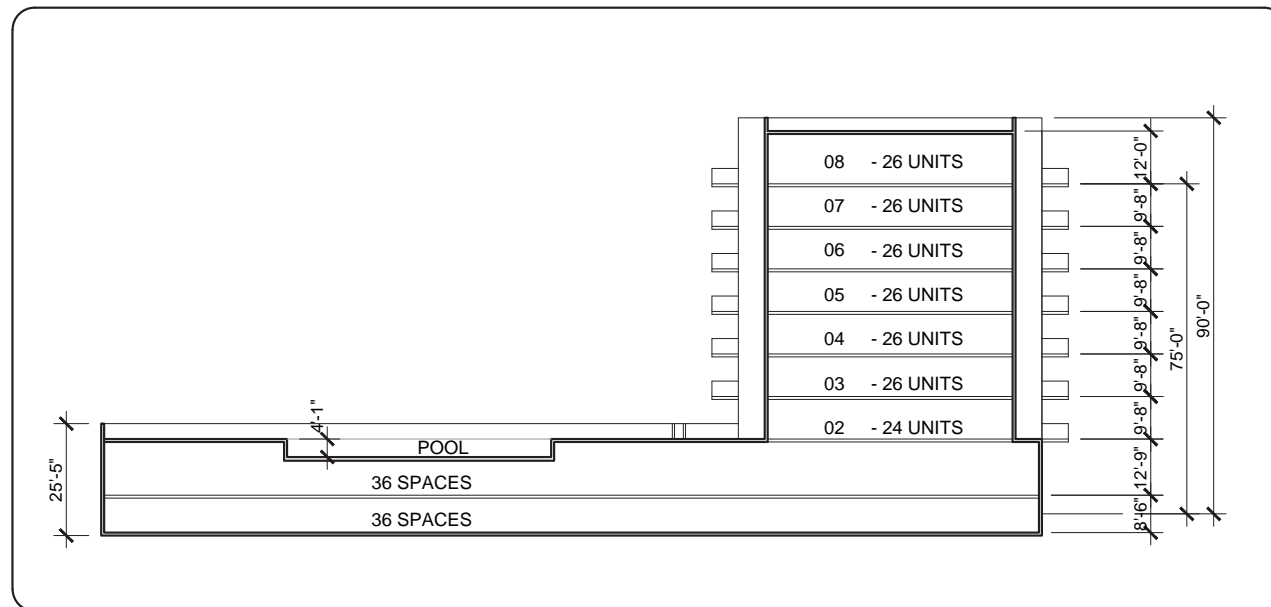 08 - 26 UNITS
07 - 26 UNITS
06 - 26 UNITS
05 - 26 UNITS
04 - 26 UNITS
03 - 26 UNITS
02 - 24 UNITS
POOL
36 SPACES
36 SPACES
4'-1"
25'-5"
12'-0"
9'-8"
9'-8"
9'-8"
9'-8"
9'-8"
9'-8"
12'-9"
8'-6"
75'-0"
90'-0"